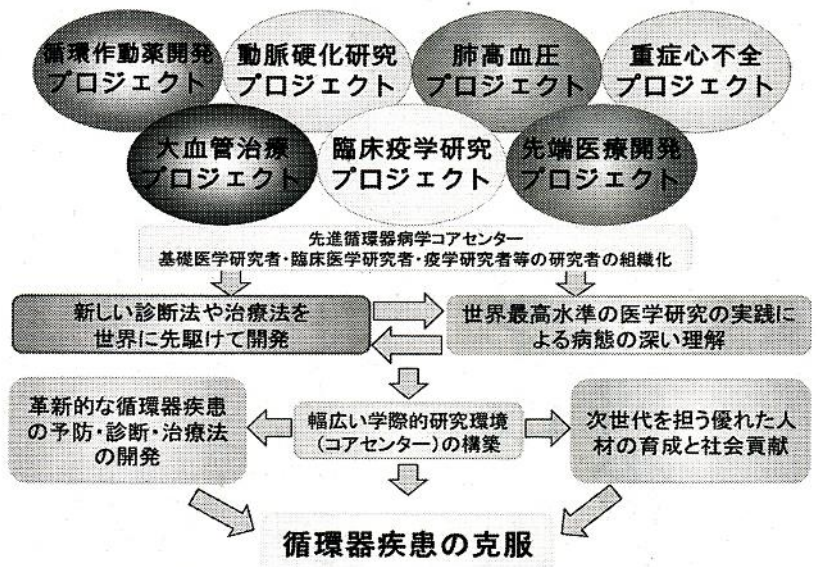 循環作動薬開発
プロジェクト
動脈硬化研究
プロジェクト
肺高血圧
プロジェクト
重症心不全
プロジェクト
大血管治療
プロジェクト
臨床疫学研究
プロジェクト
先端医療開発
プロジェクト
先進循環器病学コアセンター
基礎医学研究者・臨床医学研究者・疫学研究者等の研究者の組織化
新しい診断法や治療法を
世界に先駆けて開発
世界最高水準の医学研究の実践に
よる病態の深い理解
革新的な循環器疾患
の予防・診断・治療法
の開発
幅広い学際的研究環境
(コアセンター)の構築
次世代を担う優れた人
材の育成と社会貢献
循環器疾患の克服